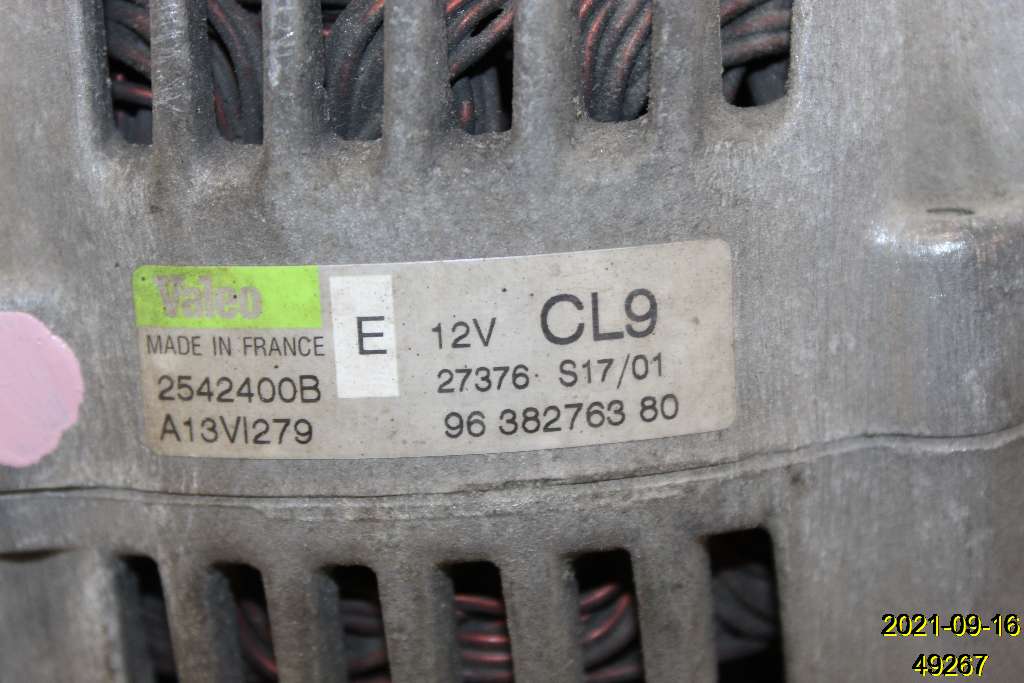 Valeo
MADE IN FRANCE
2542400B
A13VI279
E
12V CL9
27376 S17/01
96 382763 80
2021-09-16
49267